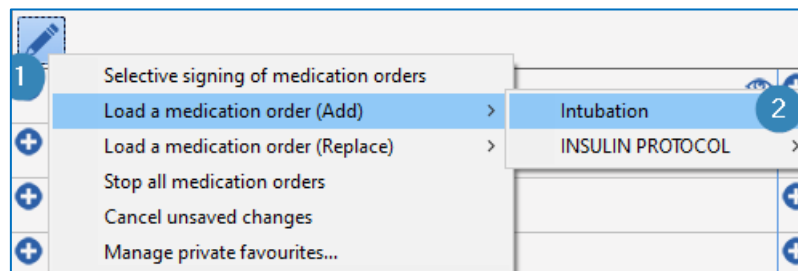 1
Selective signing of medication orders
Load a medication order (Add)
Intubation
2
Load a medication order (Replace)
INSULIN PROTOCOL
Stop all medication orders
Cancel unsaved changes
Manage private favourites...